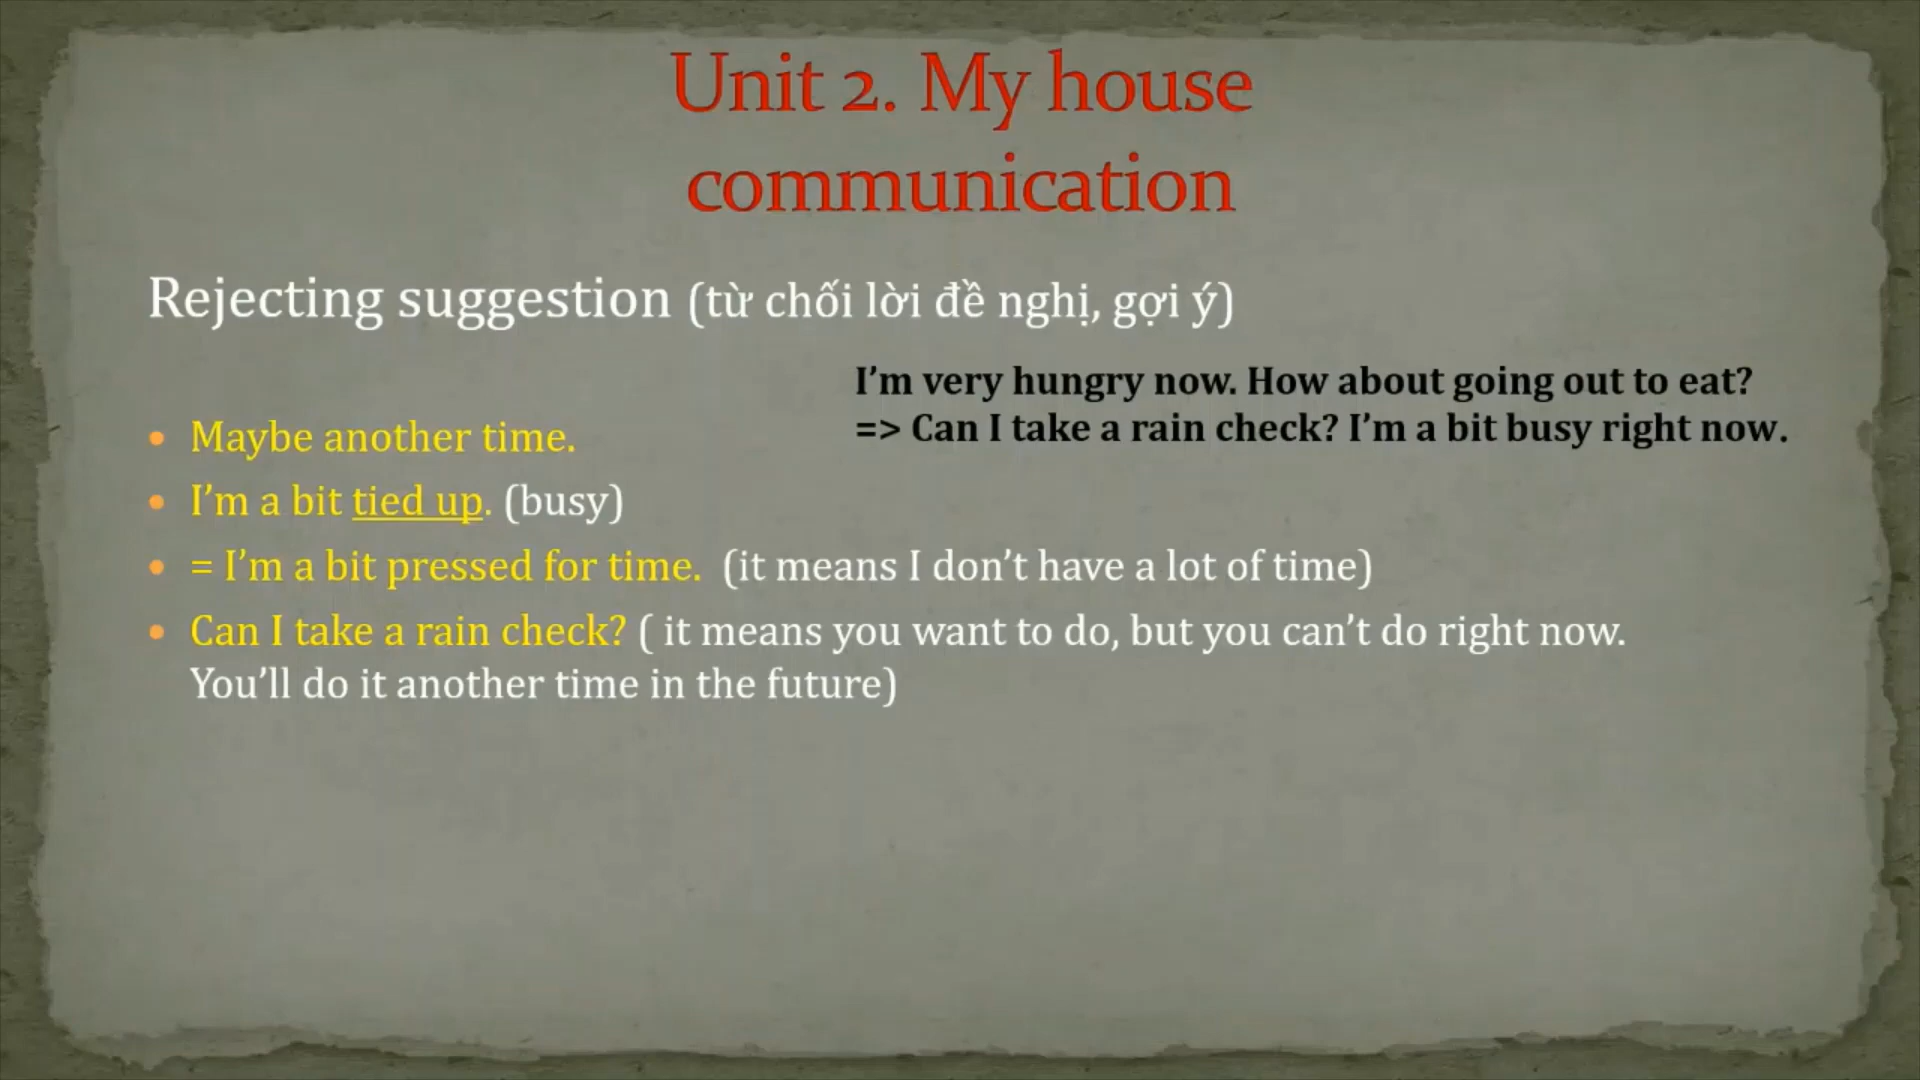 Unit 2. My house
communication
Rejecting suggestion (từ chối lời đề nghị, gợi ý)
I’m very hungry now. How about going out to eat?
=> Can I take a rain check? I’m a bit busy right now.
• Maybe another time.
• I’m a bit tied up. (busy)
• = I’m a bit pressed for time. (it means I don’t have a lot of time)
• Can I take a rain check? ( it means you want to do, but you can’t do right now.
You’ll do it another time in the future)